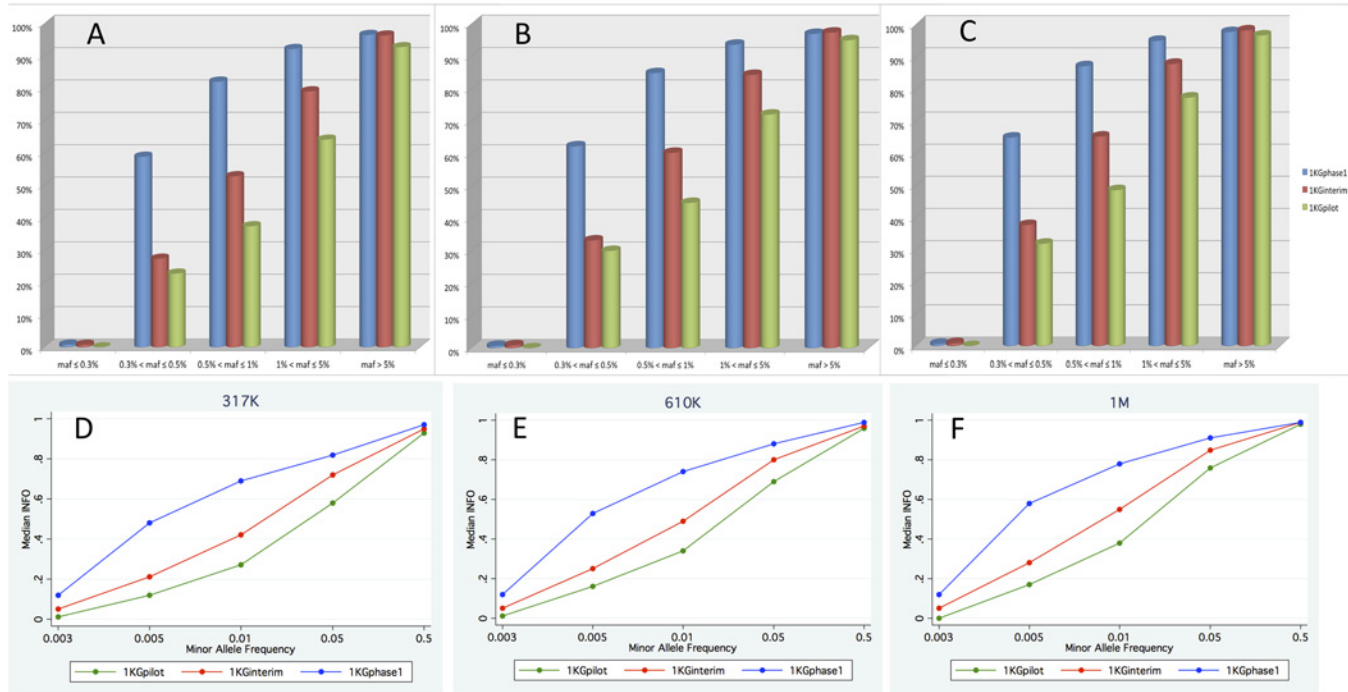 A
100%
90%
80%
70%
60%
50%
40%
30%
20%
10%
0%
maf ≤ 0.3% 0.3% < maf ≤ 0.5% 0.5% < maf ≤ 1% 1% < maf ≤ 5% maf > 5%
B
100%
90%
80%
70%
60%
50%
40%
30%
20%
10%
0%
maf ≤ 0.3% 0.3% < maf ≤ 0.5% 0.5% < maf ≤ 1% 1% < maf ≤ 5% maf > 5%
C
100%
90%
80%
70%
60%
50%
40%
30%
20%
10%
0%
maf ≤ 0.3% 0.3% < maf ≤ 0.5% 0.5% < maf ≤ 1% 1% < maf ≤ 5% maf > 5%
1KGphase1
1KGinterim
1KGpilot
317K
D
Median INFO
1
.8
.6
.4
.2
0
0.003 0.005 0.01 0.05 0.5
Minor Allele Frequency
1KGpilot 1KGinterim 1KGphase1
610K
E
Median INFO
1
.8
.6
.4
.2
0
0.003 0.005 0.01 0.05 0.5
Minor Allele Frequency
1KGpilot 1KGinterim 1KGphase1
1M
F
Median INFO
1
.8
.6
.4
.2
0
0.003 0.005 0.01 0.05 0.5
Minor Allele Frequency
1KGpilot 1KGinterim 1KGphase1